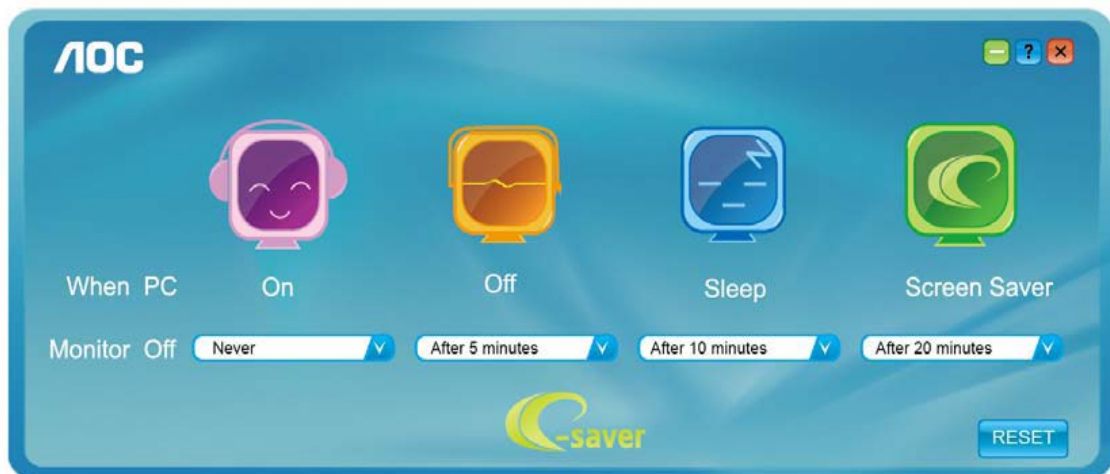 AOC
?
When PC On Off Sleep Screen Saver
Monitor Off Never After 5 minutes After 10 minutes After 20 minutes
e-saver
RESET